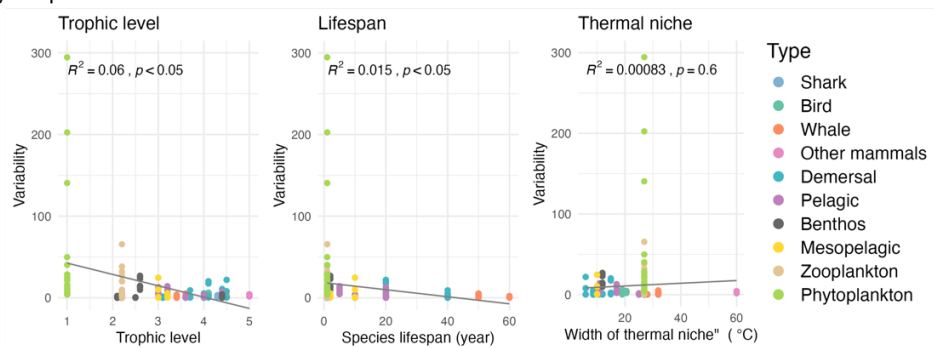 Trophic level
R² = 0.06 , p < 0.05
300
200
100
0
Variability
1 2 3 4 5
Trophic level
Lifespan
R² = 0.015 , p < 0.05
300
200
100
0
Variability
0 20 40 60
Species lifespan (year)
Thermal niche
R² = 0.00083 , p = 0.6
300
200
100
0
Variability
20 40 60
Width of thermal niche" ( °C)
Type
Shark
Bird
Whale
Other mammals
Demersal
Pelagic
Benthos
Mesopelagic
Zooplankton
Phytoplankton